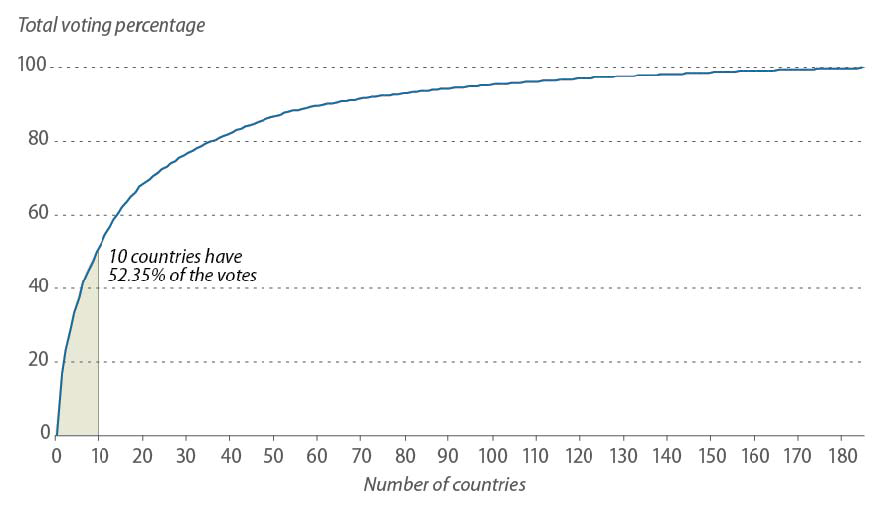 Total voting percentage
100
80
60
10 countries have
52.35% of the votes
40
20
0
0 10 20 30 40 50 60 70 80 90 100 110 120 130 140 150 160 170 180
Number of countries